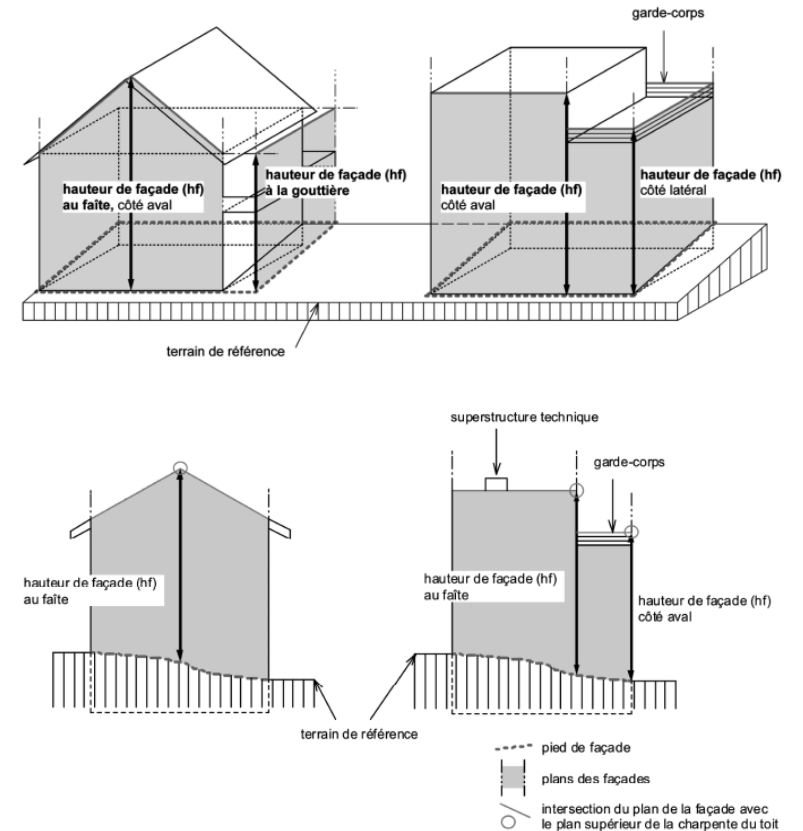 garde-corps
hauteur de façade (hf)
au faîte, côté aval
hauteur de façade (hf)
à la gouttière
hauteur de façade (hf)
côté aval
hauteur de façade (hf)
côté latéral
terrain de référence
superstructure technique
garde-corps
hauteur de façade (hf)
au faîte
hauteur de façade (hf)
au faîte
hauteur de façade (hf)
côté aval
terrain de référence
pied de façade
plans des façades
intersection du plan de la façade avec
le plan supérieur de la charpente du toit